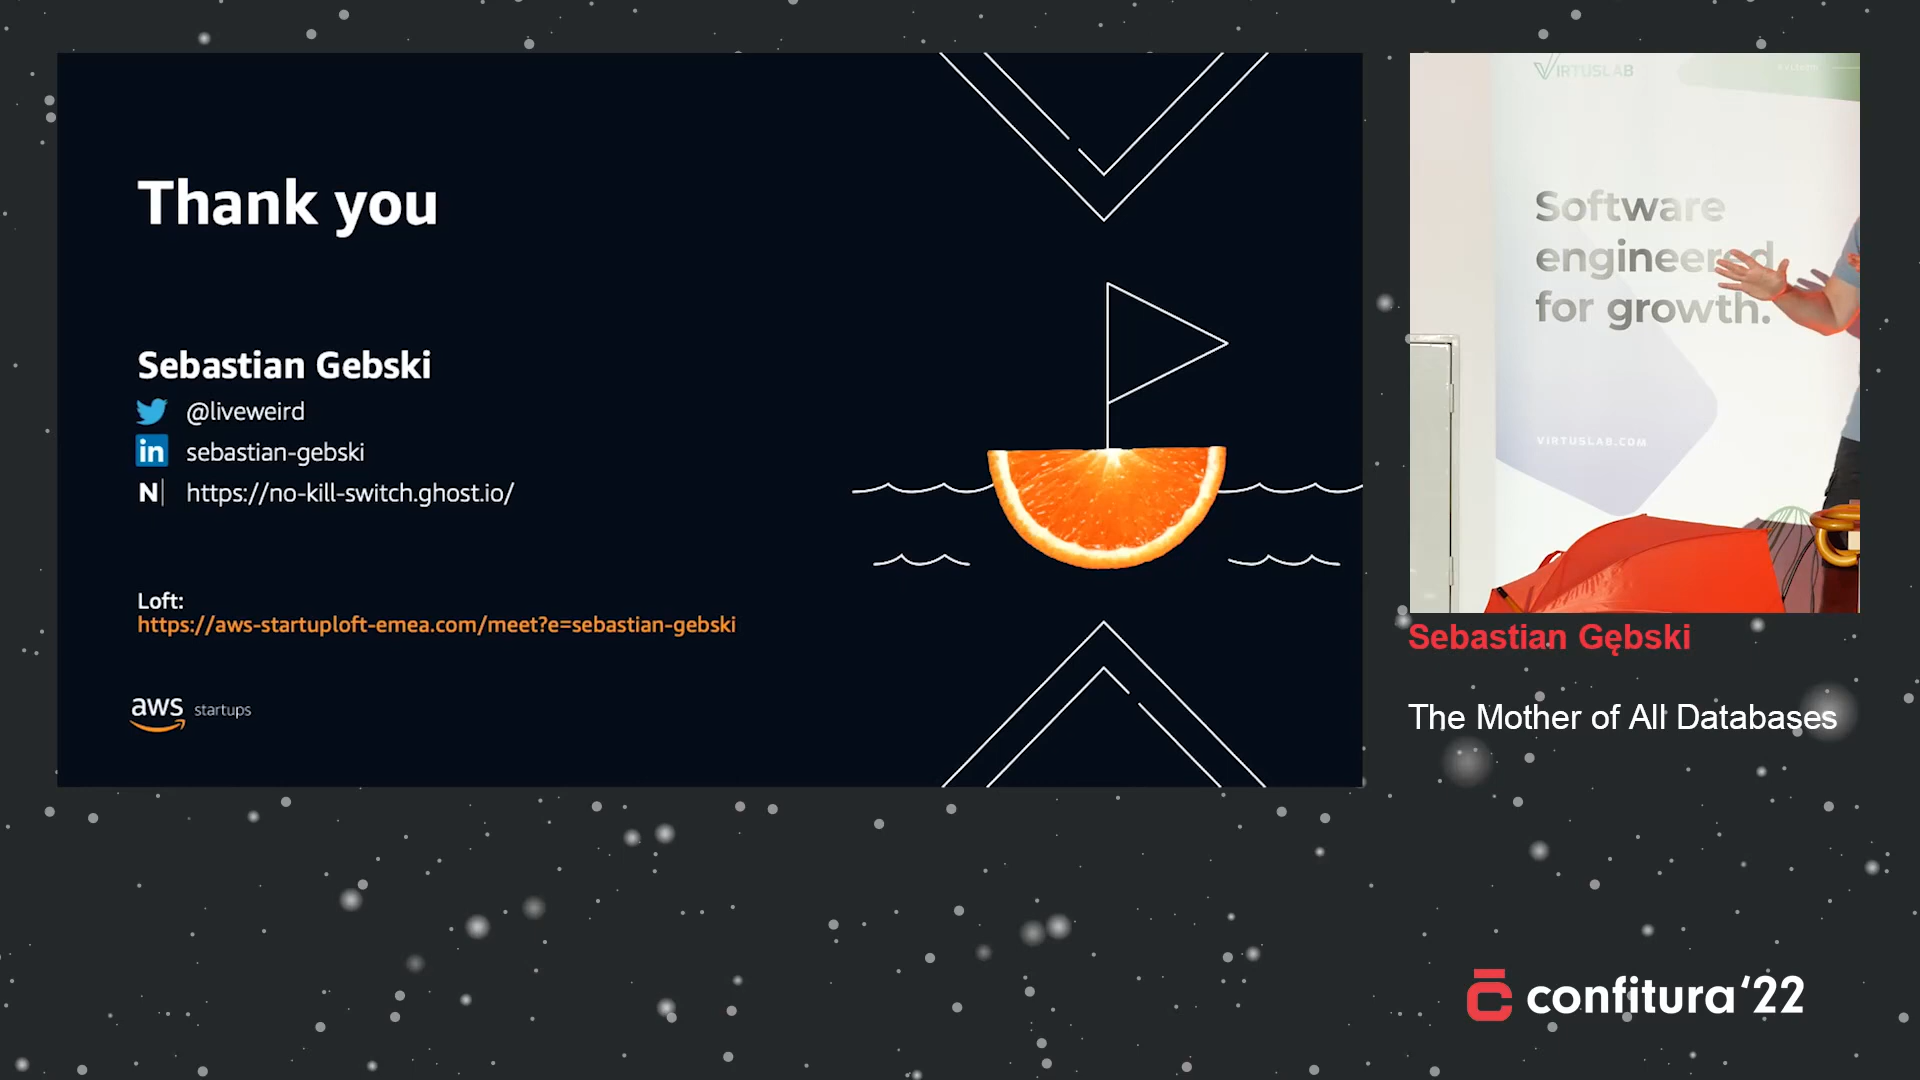 Thank you
Sebastian Gebski
@liveweird
in sebastian-gebski
N| https://no-kill-switch.ghost.io/
Loft:
https://aws-startuploft-emea.com/meet?e=sebastian-gebski
aws startups
VIRTUSLAB
Software
engineered
for growth.
VIRTUSLAB.COM
Sebastian Gębski
The Mother of All Databases
confitura '22